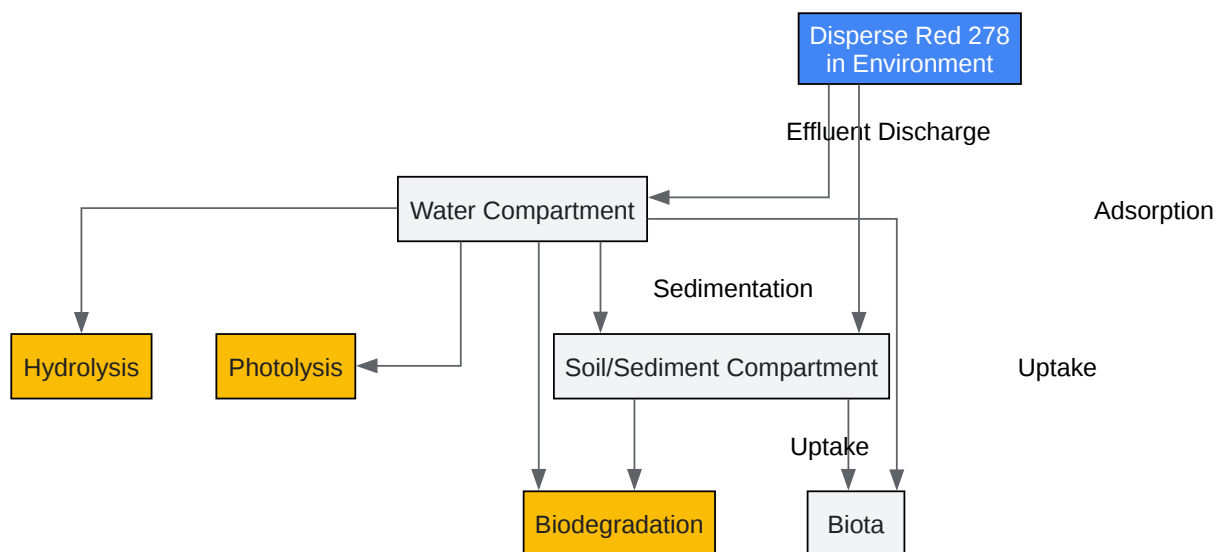 Disperse Red 278
in Environment
Effluent Discharge
Water Compartment
Adsorption
Sedimentation
Hydrolysis
Photolysis
Soil/Sediment Compartment
Uptake
Uptake
Biodegradation
Biota